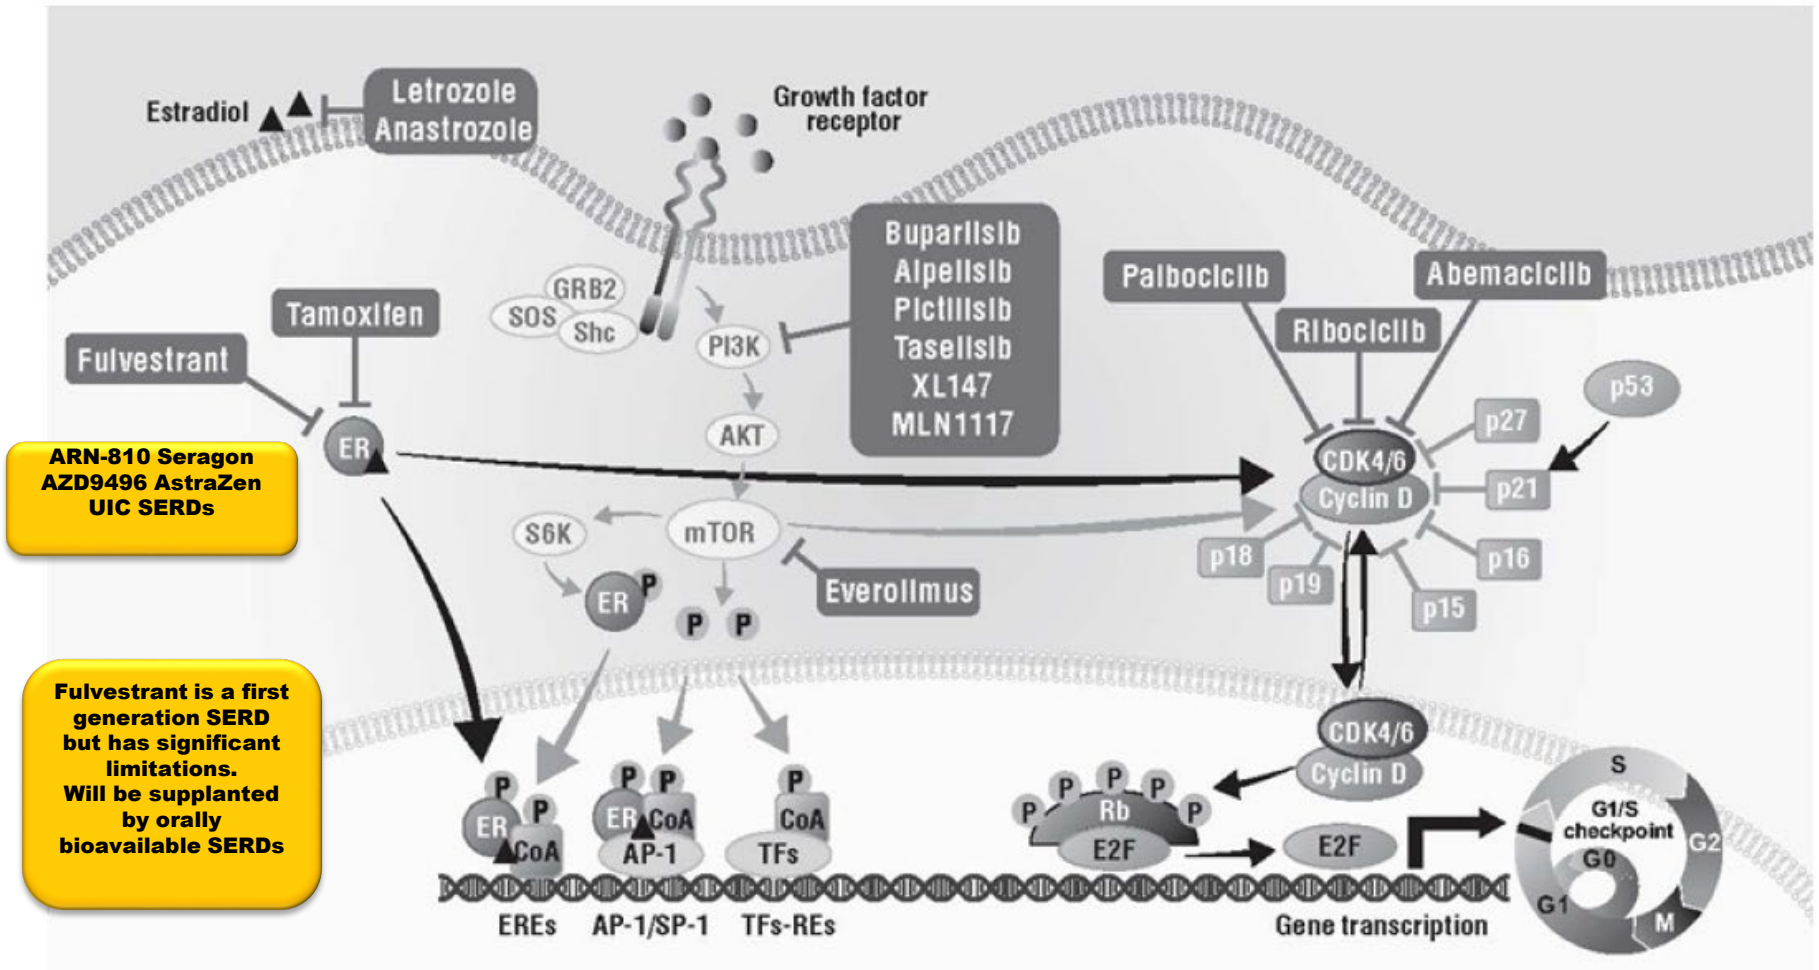 Estradiol
Letrozole
Anastrozole
Growth factor
receptor
Buparlisib
Alpelisib
Pictilisib
Taselisib
XL147
MLN1117
Palbociclib
Abemaciclib
Ribociclib
Tamoxifen
Fulvestrant
GRB2
SOS
Shc
PI3K
AKT
mTOR
S6K
ER
P
P
P
Everolimus
ER
ARN-810 Seragon
AZD9496 AstraZen
UIC SERDs
p53
p27
p21
p16
p15
p19
p18
CDK4/6
Cyclin D
Fulvestrant is a first
generation SERD
but has significant
limitations.
Will be supplanted
by orally
bioavailable SERDs
P
P
ER
CoA
P
P
ER
CoA
AP-1
P
CoA
TFs
CDK4/6
Cyclin D
P
P
P
P
P
Rb
E2F
E2F
S
G1/S
checkpoint
G0
G2
G1
M
EREs
AP-1/SP-1
TFs-REs
Gene transcription